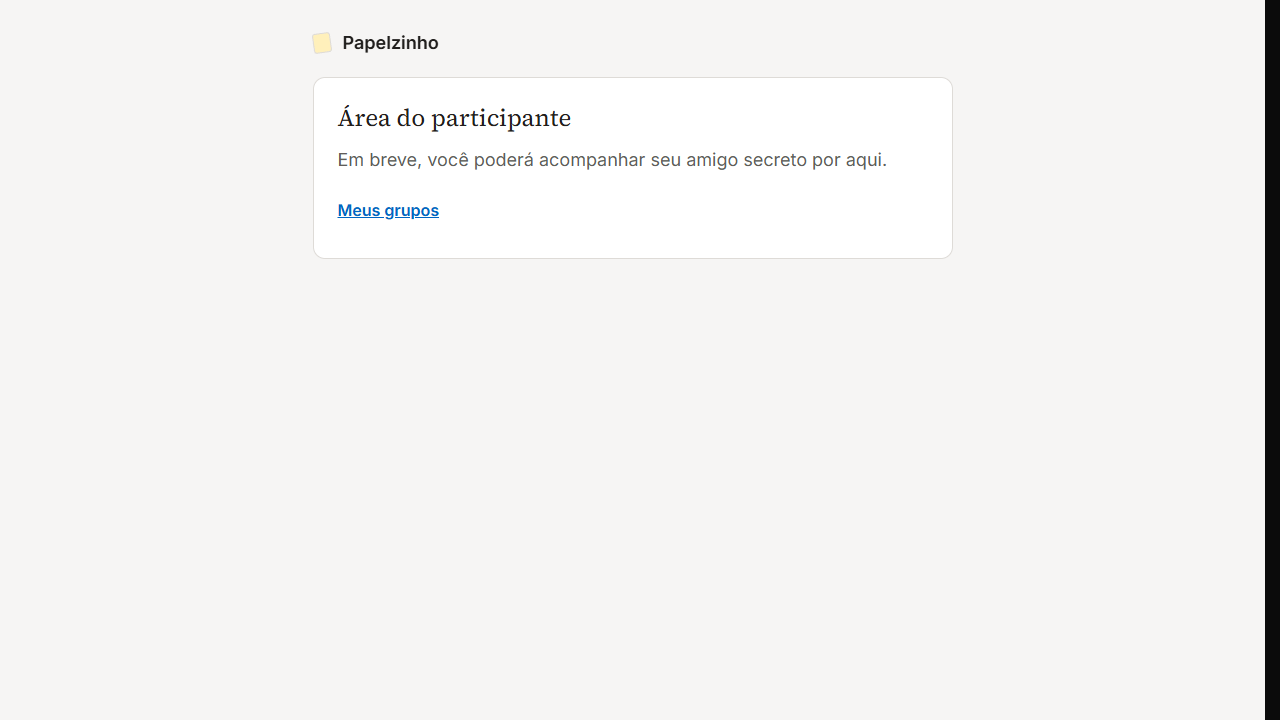 Papelzinho
Área do participante
Em breve, você poderá acompanhar seu amigo secreto por aqui.
Meus grupos